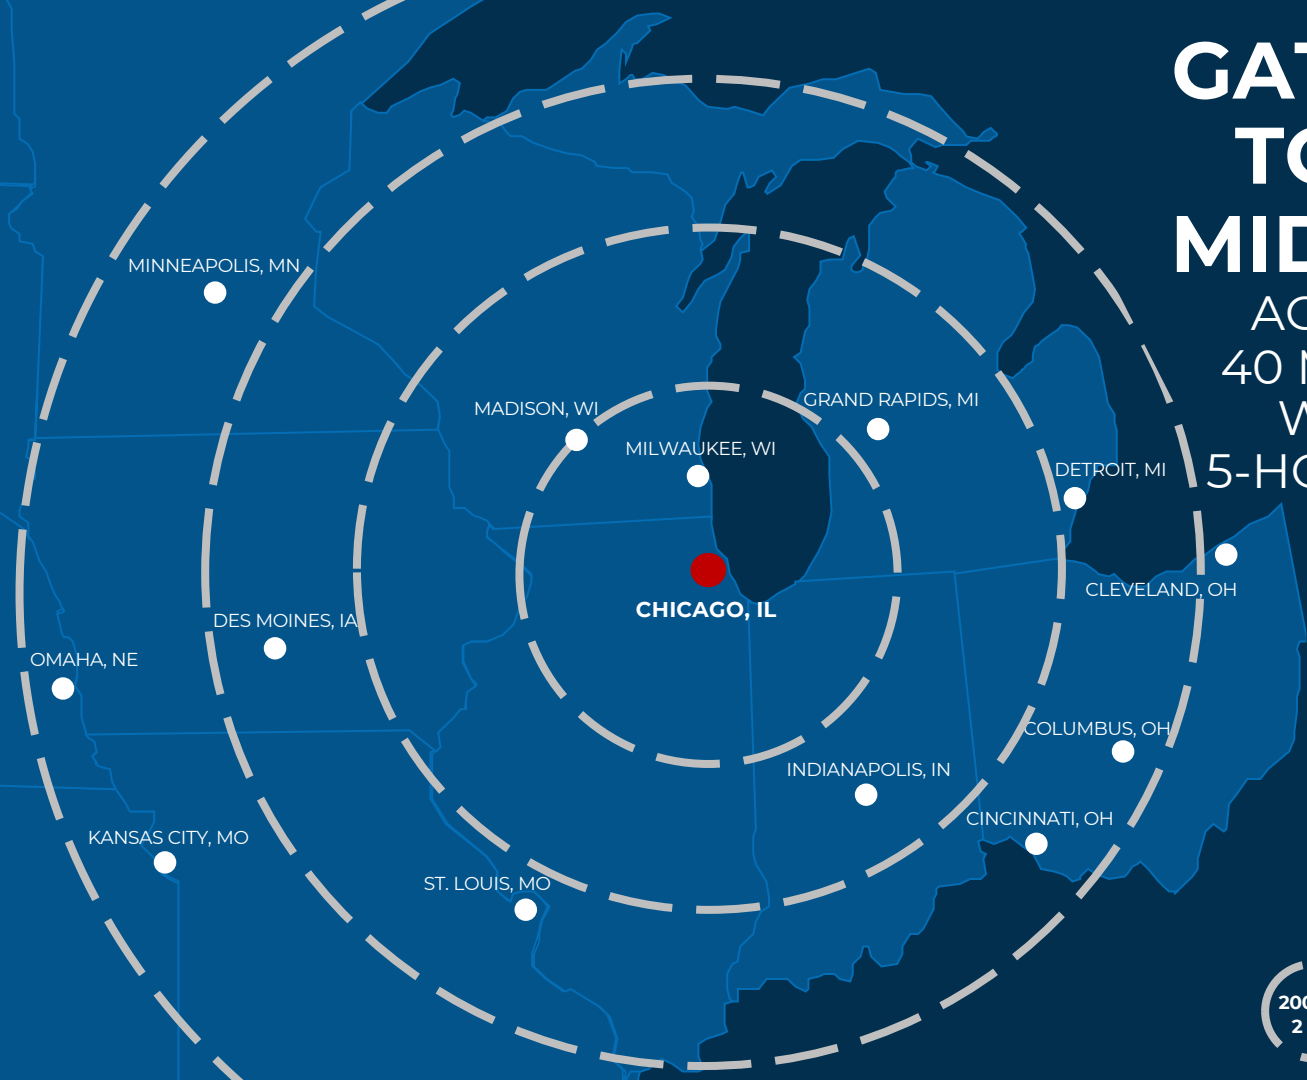 GAT
TO
MID
AC
40 M
W
5-HO
MINNEAPOLIS, MN
MADISON, WI
GRAND RAPIDS, MI
MILWAUKEE, WI
DETROIT, MI
CLEVELAND, OH
CHICAGO, IL
DES MOINES, IA
OMAHA, NE
COLUMBUS, OH
INDIANAPOLIS, IN
CINCINNATI, OH
KANSAS CITY, MO
ST. LOUIS, MO
200
2